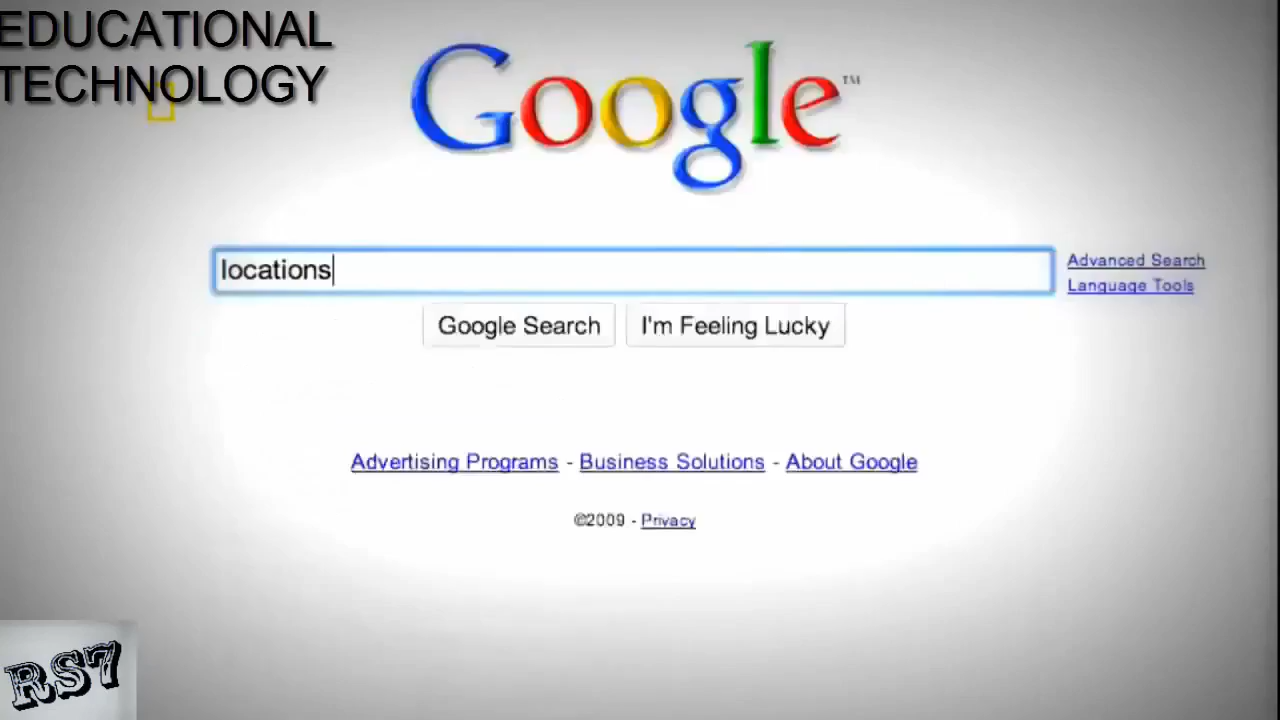 EDUCATIONAL
TECHNOLOGY
Google™
locations
Advanced Search
Language Tools
Google Search
I'm Feeling Lucky
Advertising Programs - Business Solutions - About Google
©2009 - Privacy
RS7